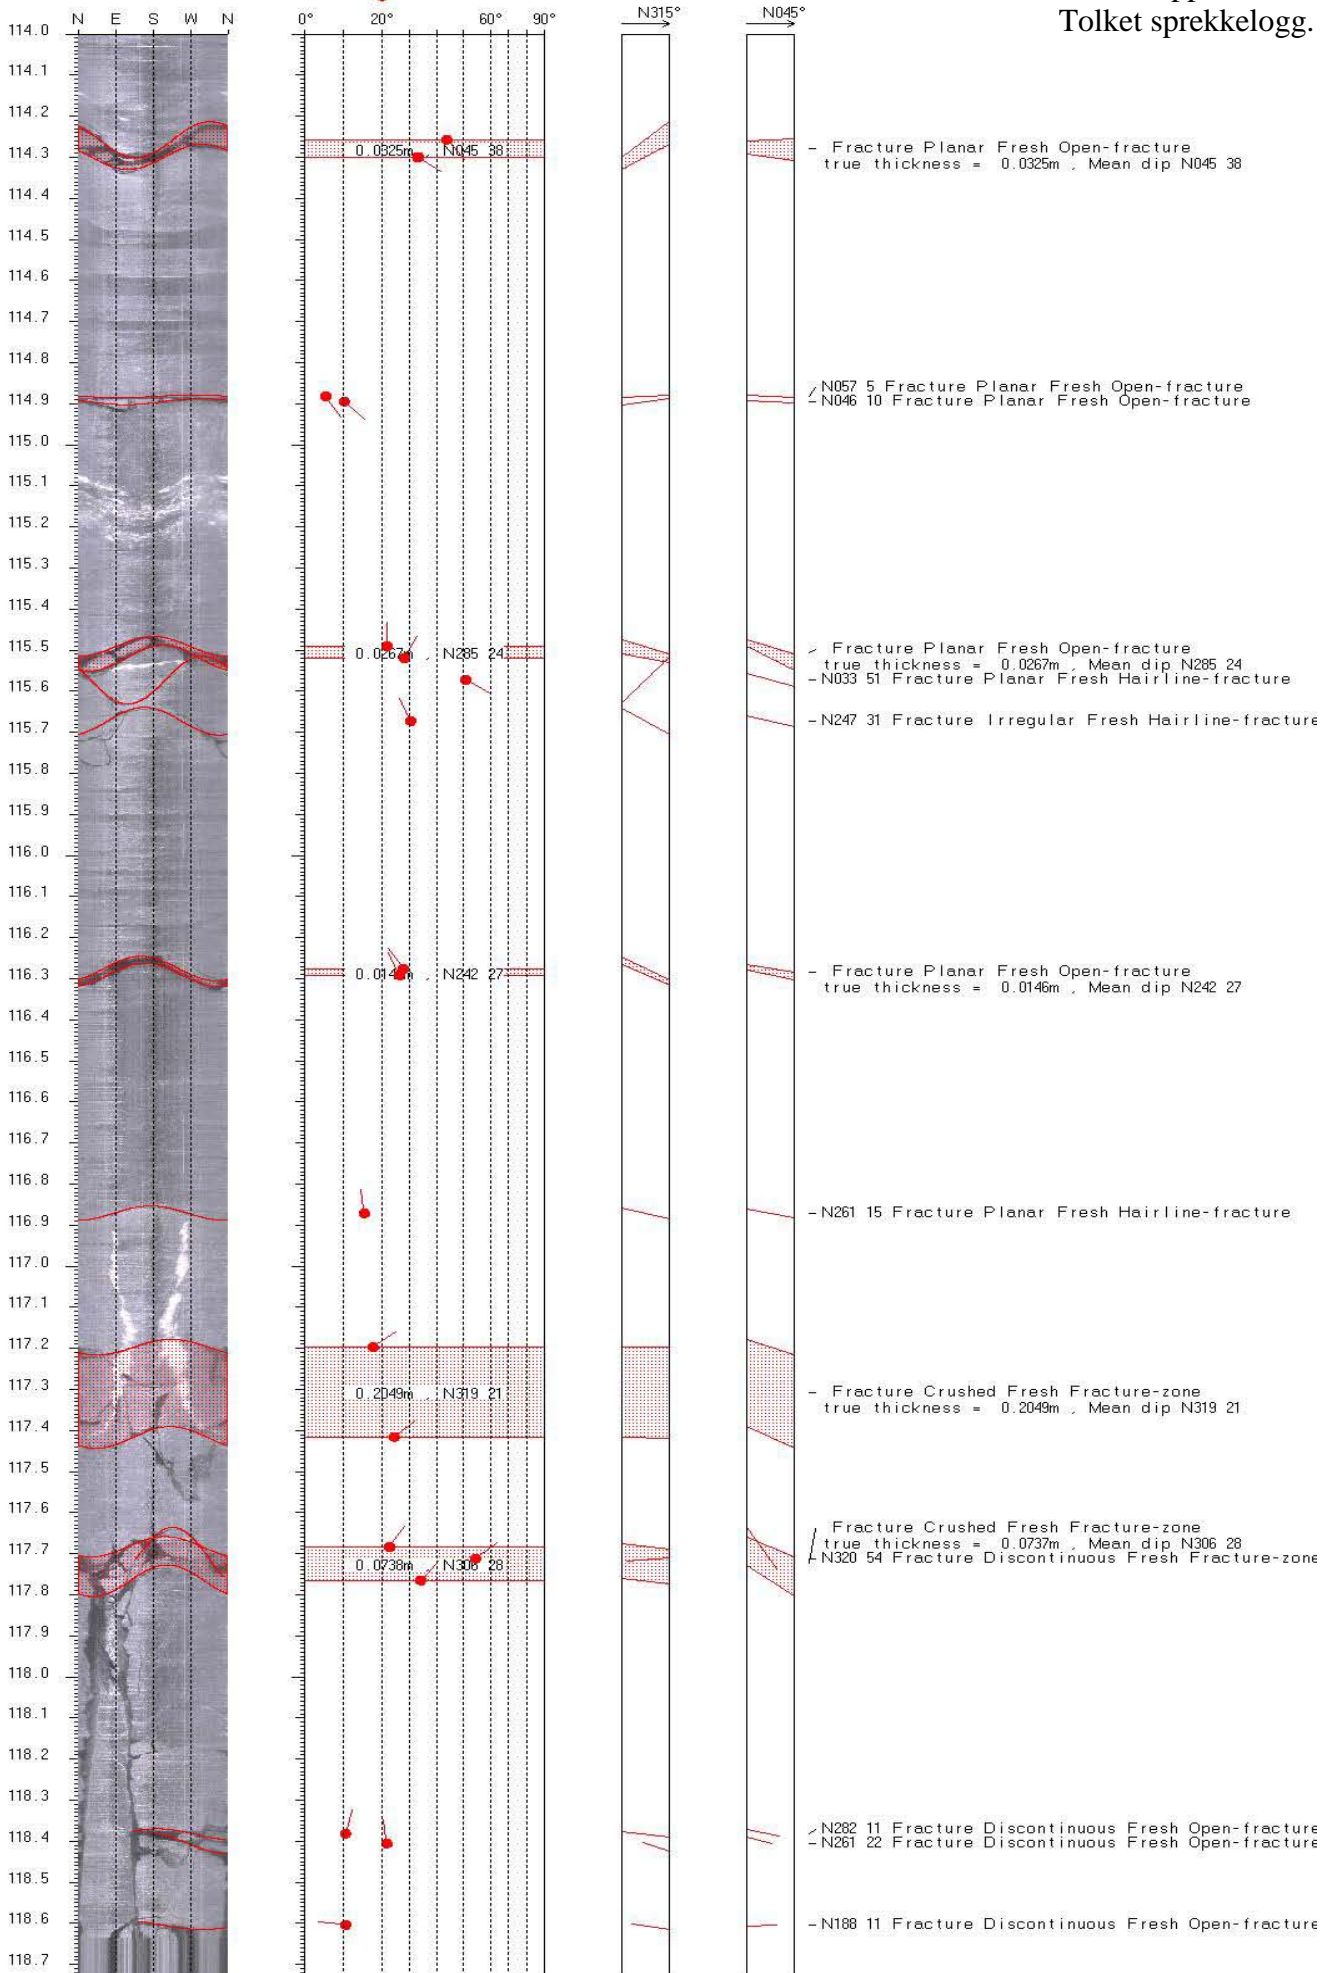 Tolket sprekkelogg.
N E S W N 0° 20° 60° 90° N315° N045°
114.0
114.1
114.2
0.0325m , N045 38
- Fracture Planar Fresh Open-fracture
114.3
true thickness = 0.0325m , Mean dip N045 38
114.4
114.5
114.6
114.7
114.8
N057 5 Fracture Planar Fresh Open-fracture
114.9
- N046 10 Fracture Planar Fresh Open-fracture
115.0
115.1
115.2
115.3
115.4
115.5
0.0267m , N285 24
Fracture Planar Fresh Open-fracture
true thickness = 0.0267m , Mean dip N285 24
115.6
- N033 51 Fracture Planar Fresh Hairline-fracture
115.7
- N247 31 Fracture Irregular Fresh Hairline-fracture
115.8
115.9
116.0
116.1
116.2
116.3
0.0146m , N242 27
- Fracture Planar Fresh Open-fracture
true thickness = 0.0146m , Mean dip N242 27
116.4
116.5
116.6
116.7
116.8
116.9
- N261 15 Fracture Planar Fresh Hairline-fracture
117.0
117.1
117.2
117.3
0.2049m , N319 21
- Fracture Crushed Fresh Fracture-zone
true thickness = 0.2049m , Mean dip N319 21
117.4
117.5
117.6
Fracture Crushed Fresh Fracture-zone
true thickness = 0.0737m , Mean dip N306 28
117.7
0.0738m , N306 28
N320 54 Fracture Discontinuous Fresh Fracture-zone
117.8
117.9
118.0
118.1
118.2
118.3
N282 11 Fracture Discontinuous Fresh Open-fracture
118.4
- N261 22 Fracture Discontinuous Fresh Open-fracture
118.5
118.6
- N188 11 Fracture Discontinuous Fresh Open-fracture
118.7